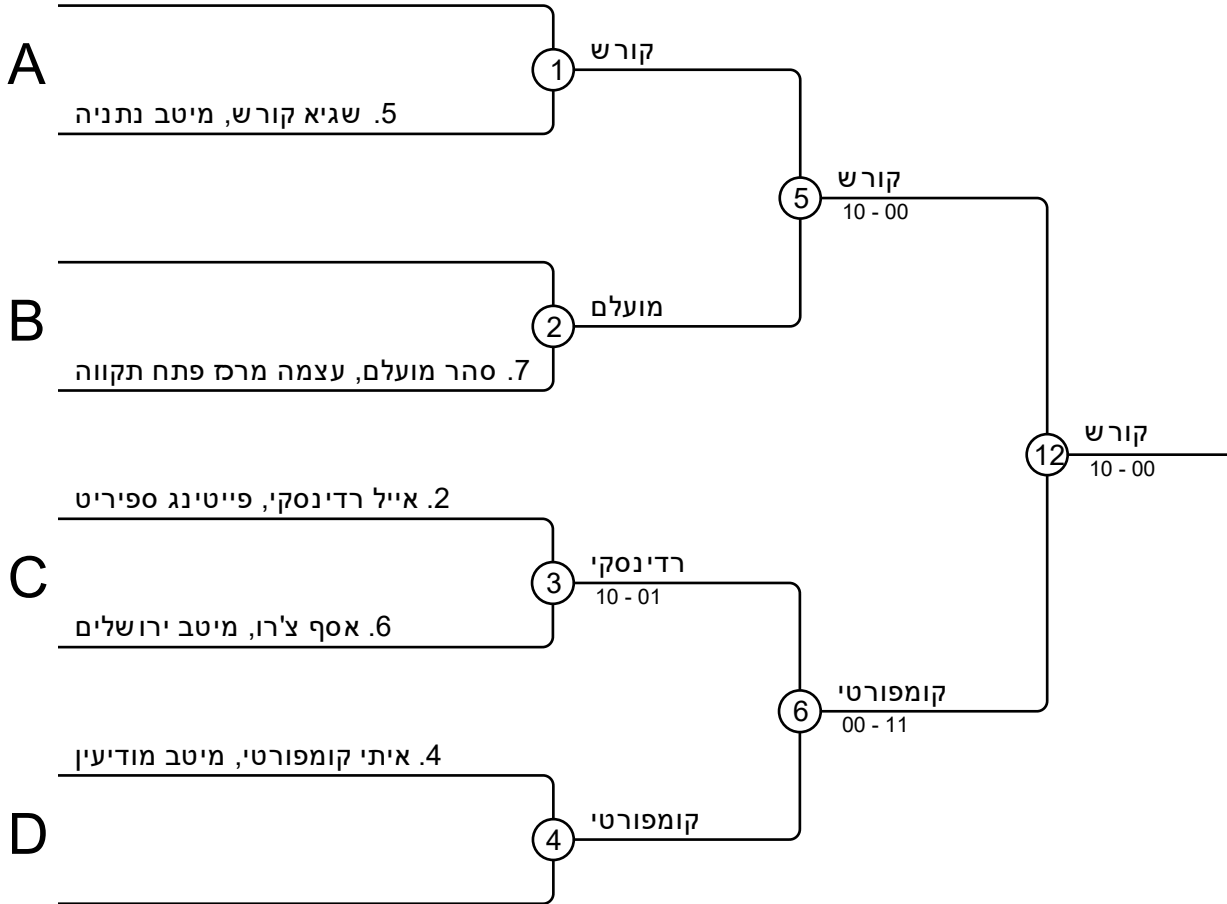 A
1
קורש
5. שגיא קורש, מיטב נתניה
5
קורש
10 - 00
B
2
מועלם
7. סהר מועלם, עצמה מרכז פתח תקווה
12
קורש
10 - 00
2. אייל רדינסקי, פייטינג ספיריט
C
3
רדינסקי
10 - 01
6. אסף צ'רו, מיטב ירושלים
6
קומפורטי
00 - 11
4. איתי קומפורטי, מיטב מודיעין
D
4
קומפורטי